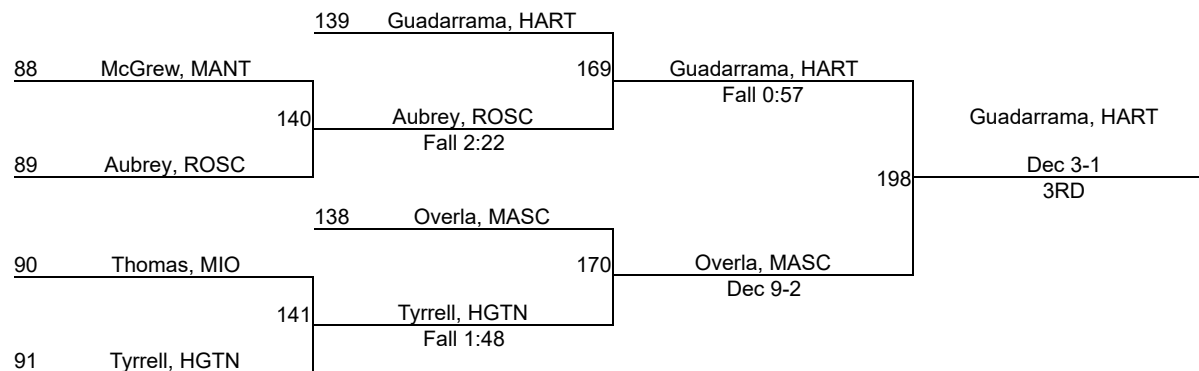 139 Guadarrama, HART
88 McGrew, MANT
169 Guadarrama, HART
Fall 0:57
140 Aubrey, ROSC
Fall 2:22
Guadarrama, HART
89 Aubrey, ROSC
198 Dec 3-1
3RD
138 Overla, MASC
90 Thomas, MIO
170 Overla, MASC
Dec 9-2
141 Tyrrell, HGTN
Fall 1:48
91 Tyrrell, HGTN